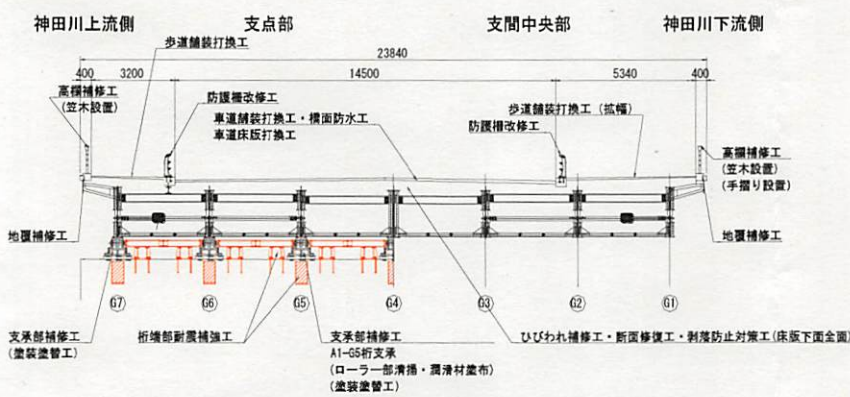 神田川上流側 支点部 支間中央部 神田川下流側
歩道舗装打換工
23840
400 3200 14500 5340 400
高欄補修工
(笠木設置)
防護柵改修工
車道舗装打換工・橋面防水工
車道床版打換工
歩道舗装打換工(拡幅)
防護柵改修工
高欄補修工
(笠木設置)
(手摺り設置)
地覆補修工
地覆補修工
G7 G6 G5 G4 G3 G2 G1
支承部補修工
(塗装塗替工)
桁端部耐震補強工
支承部補修工
A1-G5桁支承
(ローラー部清掃・潤滑材塗布)
(塗装塗替工)
ひびわれ補修工・断面修復工・剥落防止対策工(床版下面全面)